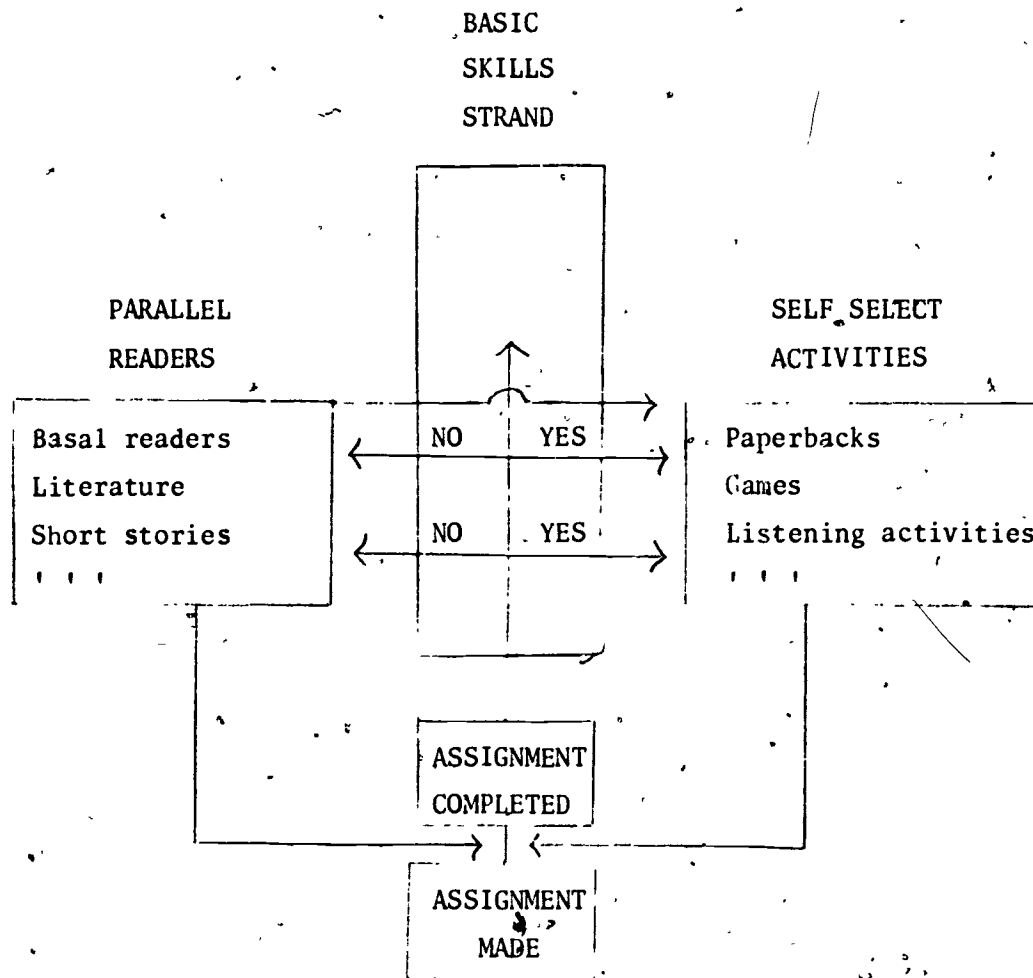 BASIC
SKILLS
STRAND
PARALLEL
READERS
SELF SELECT
ACTIVITIES
Basal readers
Literature
Short stories
' ' '
NO YES
NO YES
Paperbacks
Games
Listening activities
' ' '
ASSIGNMENT
COMPLETED
ASSIGNMENT
MADE